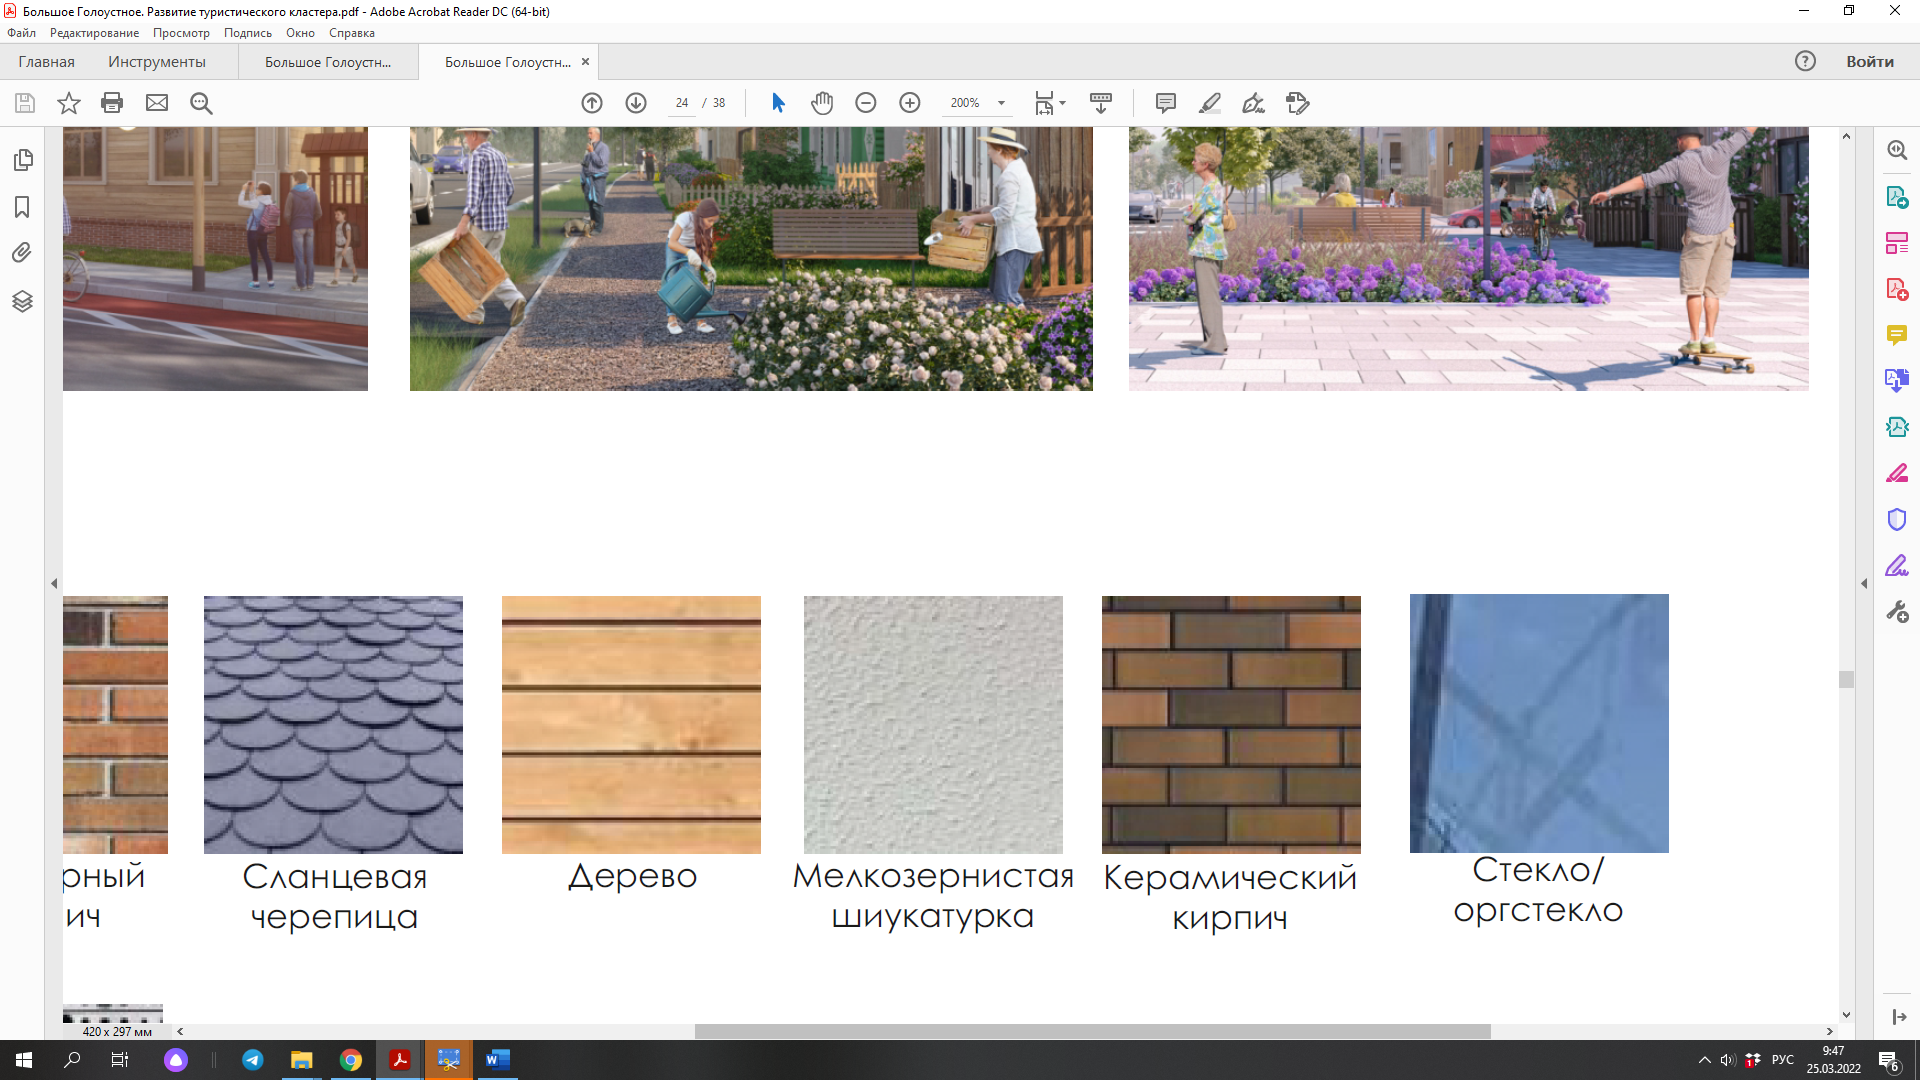 Большое Голоустное. Развитие туристического кластера.pdf - Adobe Acrobat Reader DC (64-bit)
Файл Редактирование Просмотр Подпись Окно Справка
Главная Инструменты Большое Голоустн... Большое Голоустн... × Войти
24 / 38 200%
рный
ич
Сланцевая
черепица
Дерево
Мелкозернистая
шиукатурка
Керамический
кирпич
Стекло/
оргстекло
420 x 297 мм
РУС
9:47
25.03.2022
6